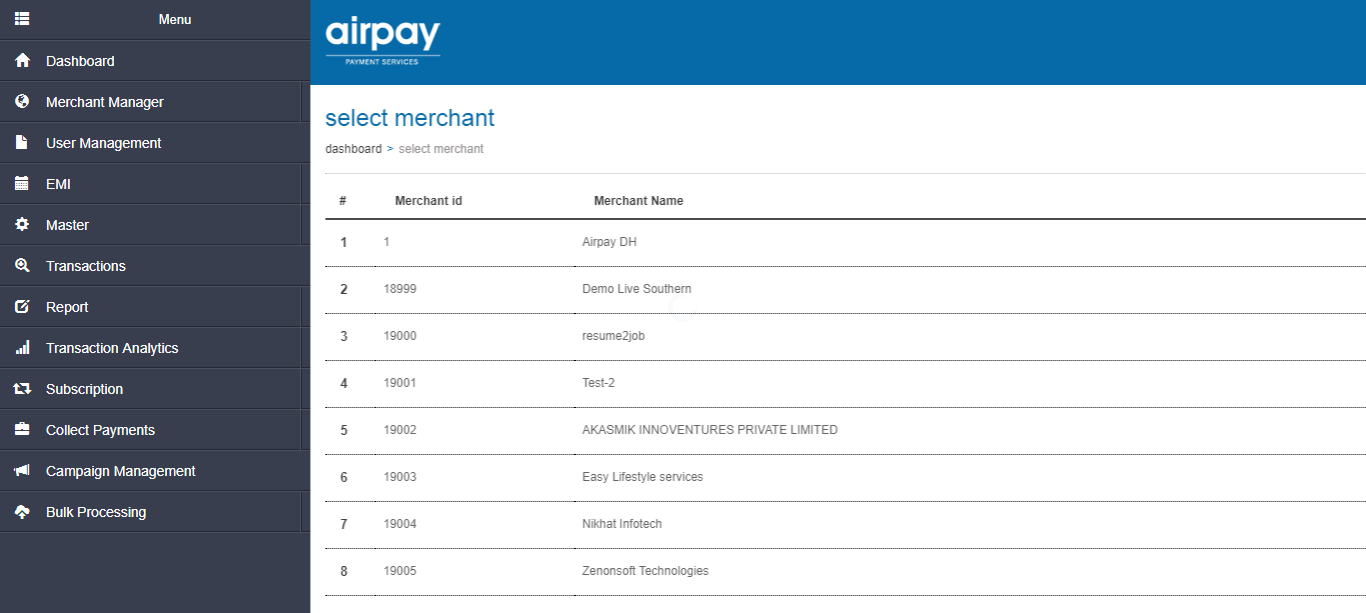 Menu
Dashboard
Merchant Manager
User Management
EMI
Master
Transactions
Report
Transaction Analytics
Subscription
Collect Payments
Campaign Management
Bulk Processing
airpay
PAYMENT SERVICES
select merchant
dashboard > select merchant
# Merchant id Merchant Name
1 1 Airpay DH
2 18999 Demo Live Southern
3 19000 resume2job
4 19001 Test-2
5 19002 AKASMIK INNOVENTURES PRIVATE LIMITED
6 19003 Easy Lifestyle services
7 19004 Nikhat Infotech
8 19005 Zenonsoft Technologies